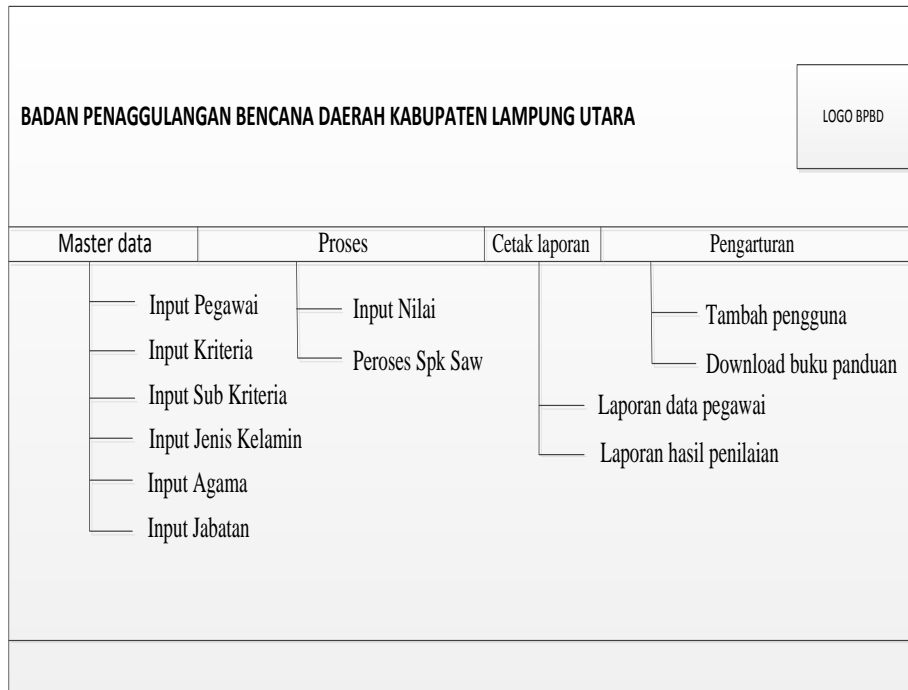 BADAN PENAGGULANGAN BENCANA DAERAH KABUPATEN LAMPUNG UTARA
LOGO BPBD
Master data
Proses
Cetak laporan
Pengarturan
Input Pegawai
Input Kriteria
Input Sub Kriteria
Input Jenis Kelamin
Input Agama
Input Jabatan
Input Nilai
Peroses Spk Saw
Laporan data pegawai
Laporan hasil penilaian
Tambah pengguna
Download buku panduan